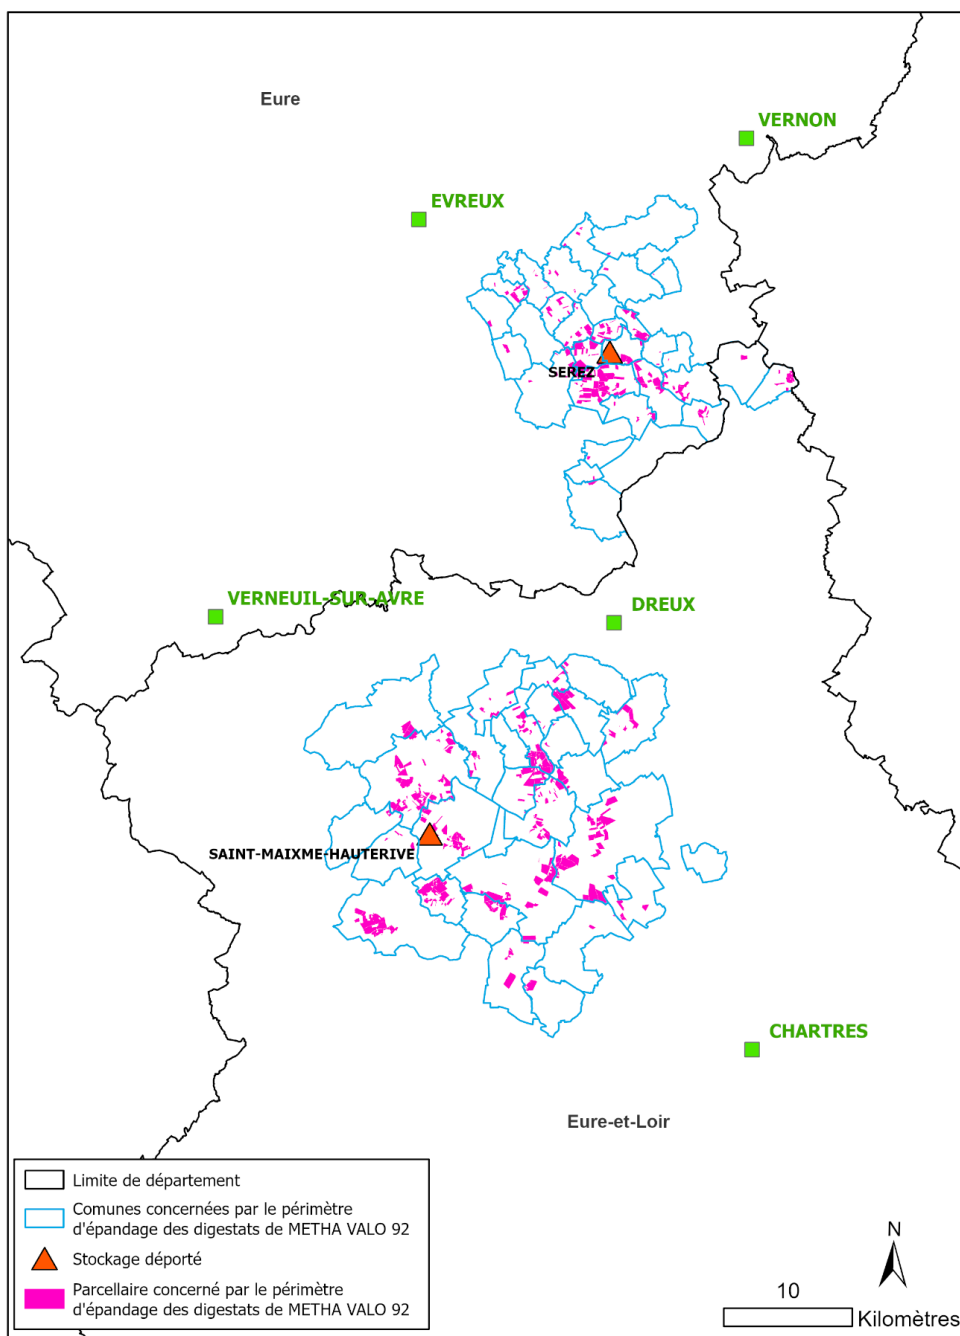 Eure
VERNON
EVREUX
SEREZ
VERNEUIL-SUR-AVRE
DREUX
SAINT-MAIXME-HAUTERIVE
CHARTRES
Eure-et-Loir
Limite de département
Comunes concernées par le périmètre
d'épandage des digestats de METHA VALO 92
Stockage déporté
Parcellaire concerné par le périmètre
d'épandage des digestats de METHA VALO 92
N
10
Kilomètres